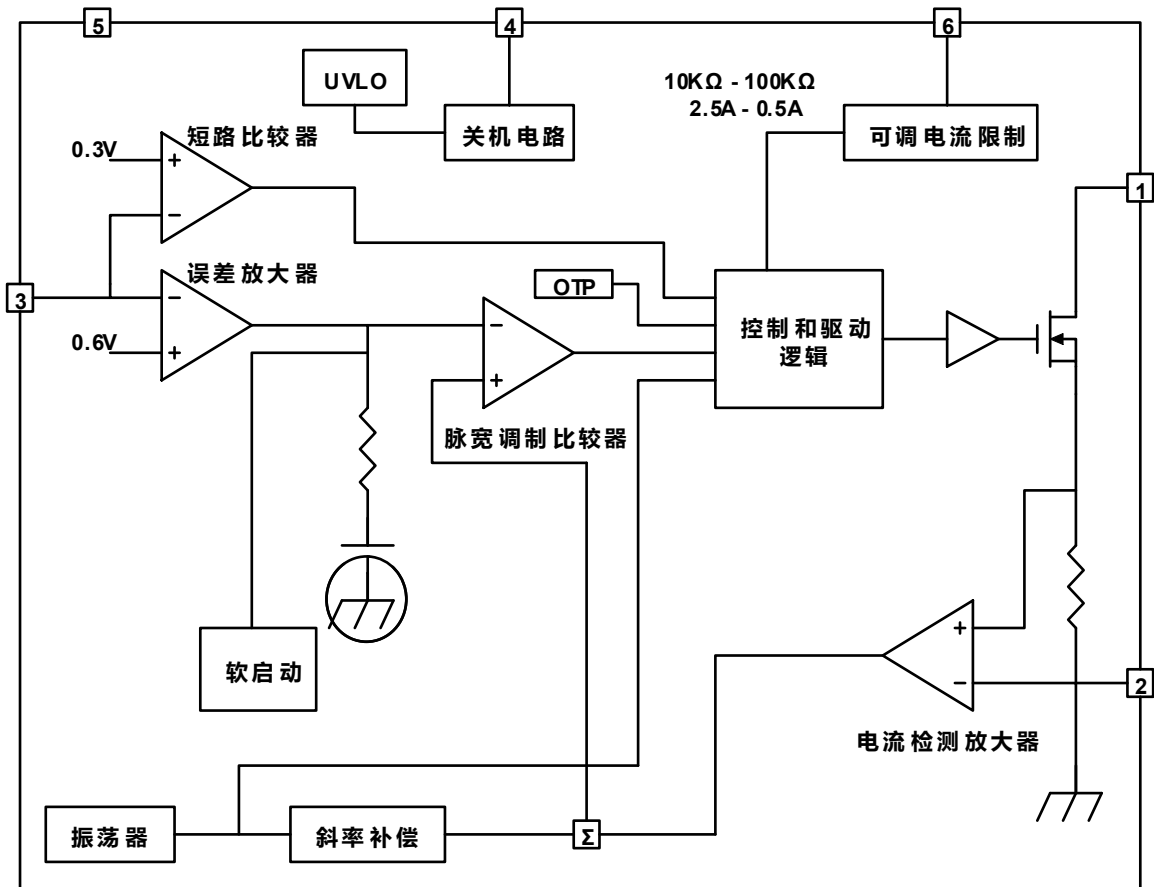 5
4
6
UVLO
10KΩ - 100KΩ
2.5A - 0.5A
短路比较器
关机电路
可调电流限制
0.3V
+
−
1
误差放大器
3
−
OTP
0.6V
+
−
+
控制和驱动
逻辑
脉宽调制比较器
+
−
2
软启动
电流检测放大器
振荡器
斜率补偿
Σ